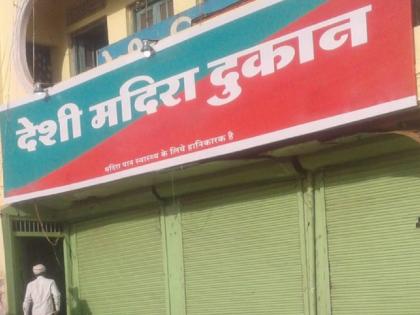 देशी मदिरा दुकान
मदिरा पान स्वास्थ्य के लिये हानिकारक है